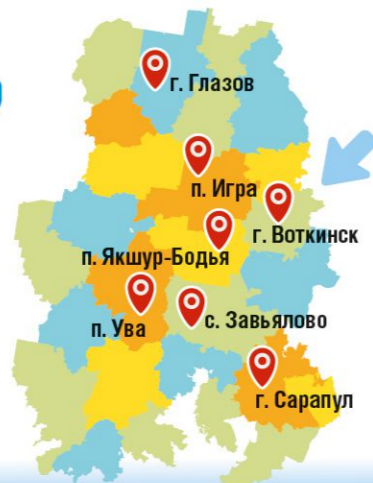 г. Глазов
п. Игра
г. Воткинск
п. Якшур-Бодья
с. Завьялово
п. Ува
г. Сарапул